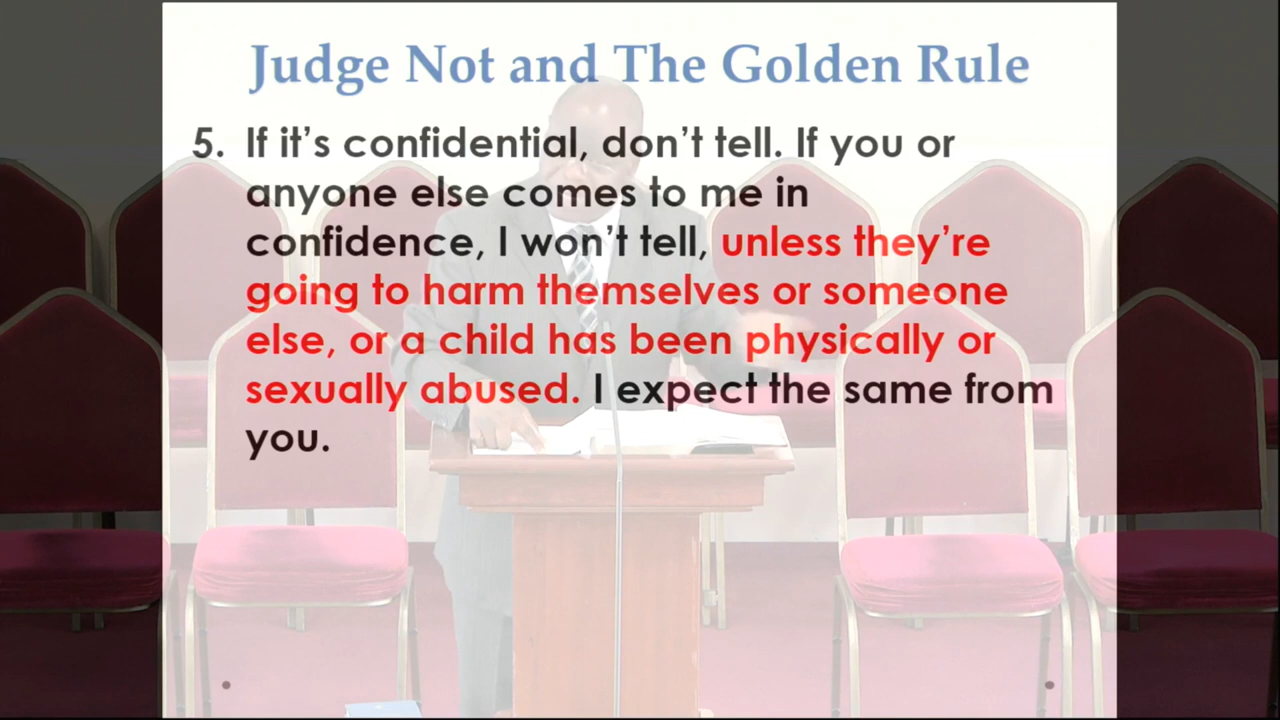 Judge Not and The Golden Rule
5. If it’s confidential, don’t tell. If you or
anyone else comes to me in
confidence, I won’t tell, unless they’re
going to harm themselves or someone
else, or a child has been physically or
sexually abused. I expect the same from
you.